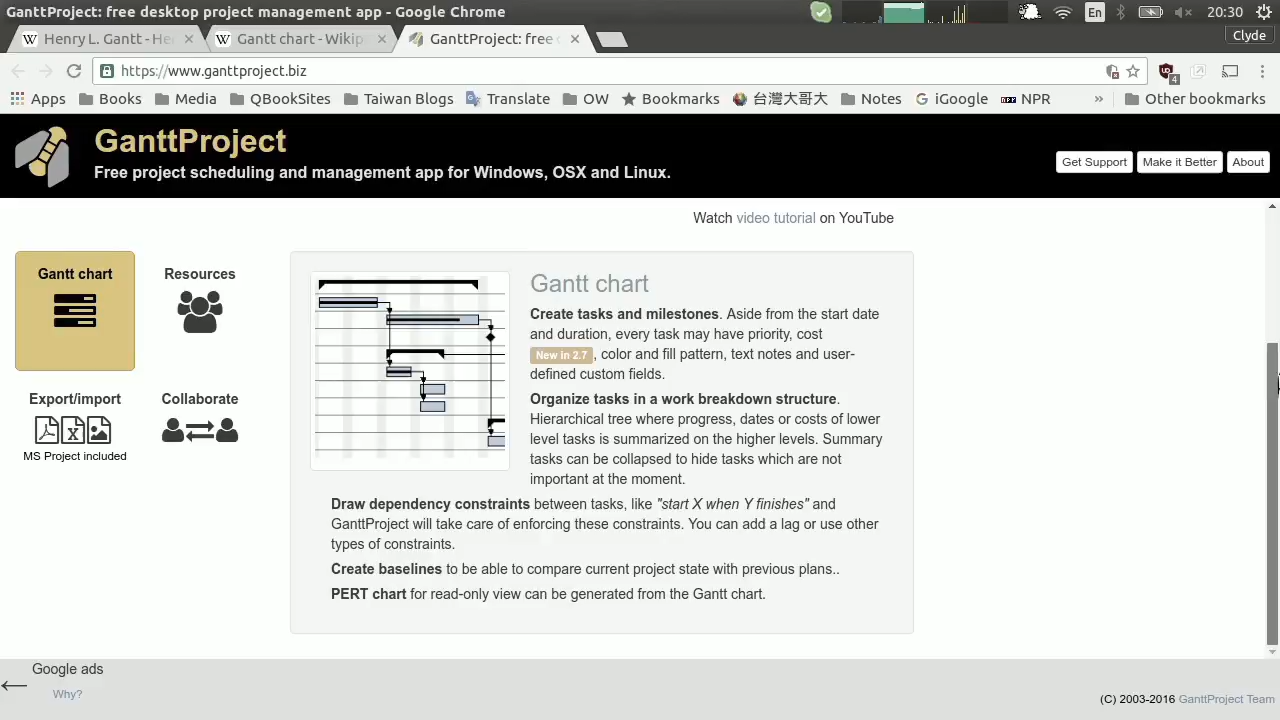 GanttProject: free desktop project management app - Google Chrome
En
20:30
Henry L. Gantt - He
Gantt chart - Wikip
GanttProject: free
Clyde
https://www.ganttproject.biz
4
Apps
Books
Media
QBookSites
Taiwan Blogs
Translate
OW
Bookmarks
台灣大哥大
Notes
iGoogle
NPR
»
Other bookmarks
GanttProject
Free project scheduling and management app for Windows, OSX and Linux.
Get Support
Make it Better
About
Watch video tutorial on YouTube
Gantt chart
Resources
Export/import
MS Project included
Collaborate
Gantt chart
Create tasks and milestones. Aside from the start date
and duration, every task may have priority, cost
New in 2.7 , color and fill pattern, text notes and user-
defined custom fields.
Organize tasks in a work breakdown structure.
Hierarchical tree where progress, dates or costs of lower
level tasks is summarized on the higher levels. Summary
tasks can be collapsed to hide tasks which are not
important at the moment.
Draw dependency constraints between tasks, like "start X when Y finishes" and
GanttProject will take care of enforcing these constraints. You can add a lag or use other
types of constraints.
Create baselines to be able to compare current project state with previous plans..
PERT chart for read-only view can be generated from the Gantt chart.
Google ads
Why?
(C) 2003-2016 GanttProject Team